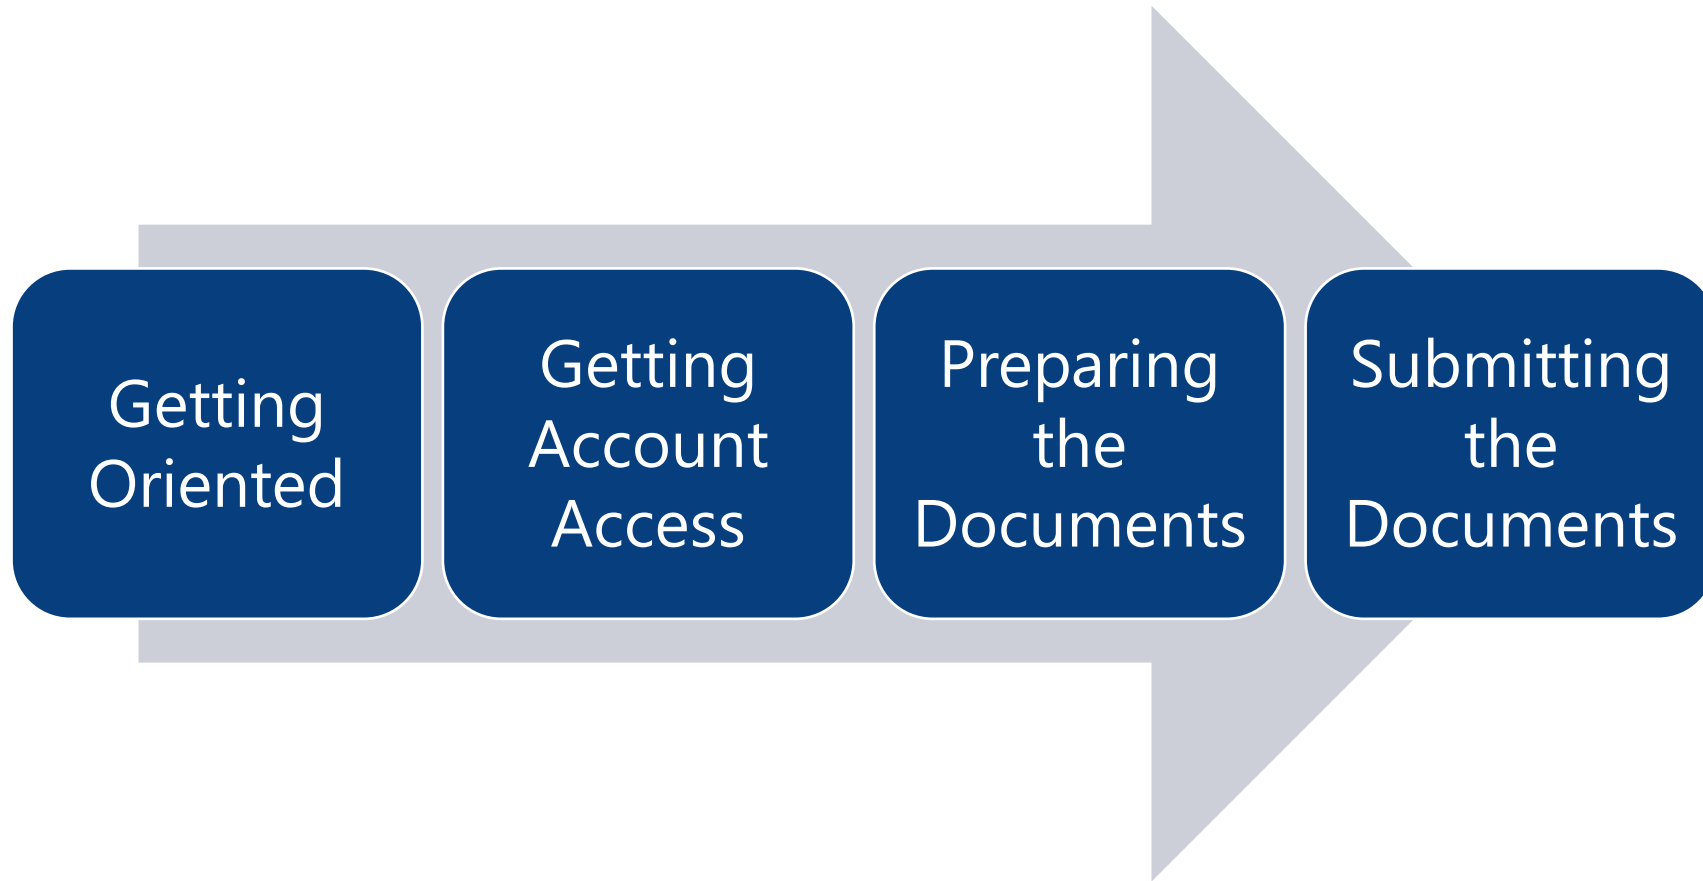 Getting
Oriented
Getting
Account
Access
Preparing
the
Documents
Submitting
the
Documents